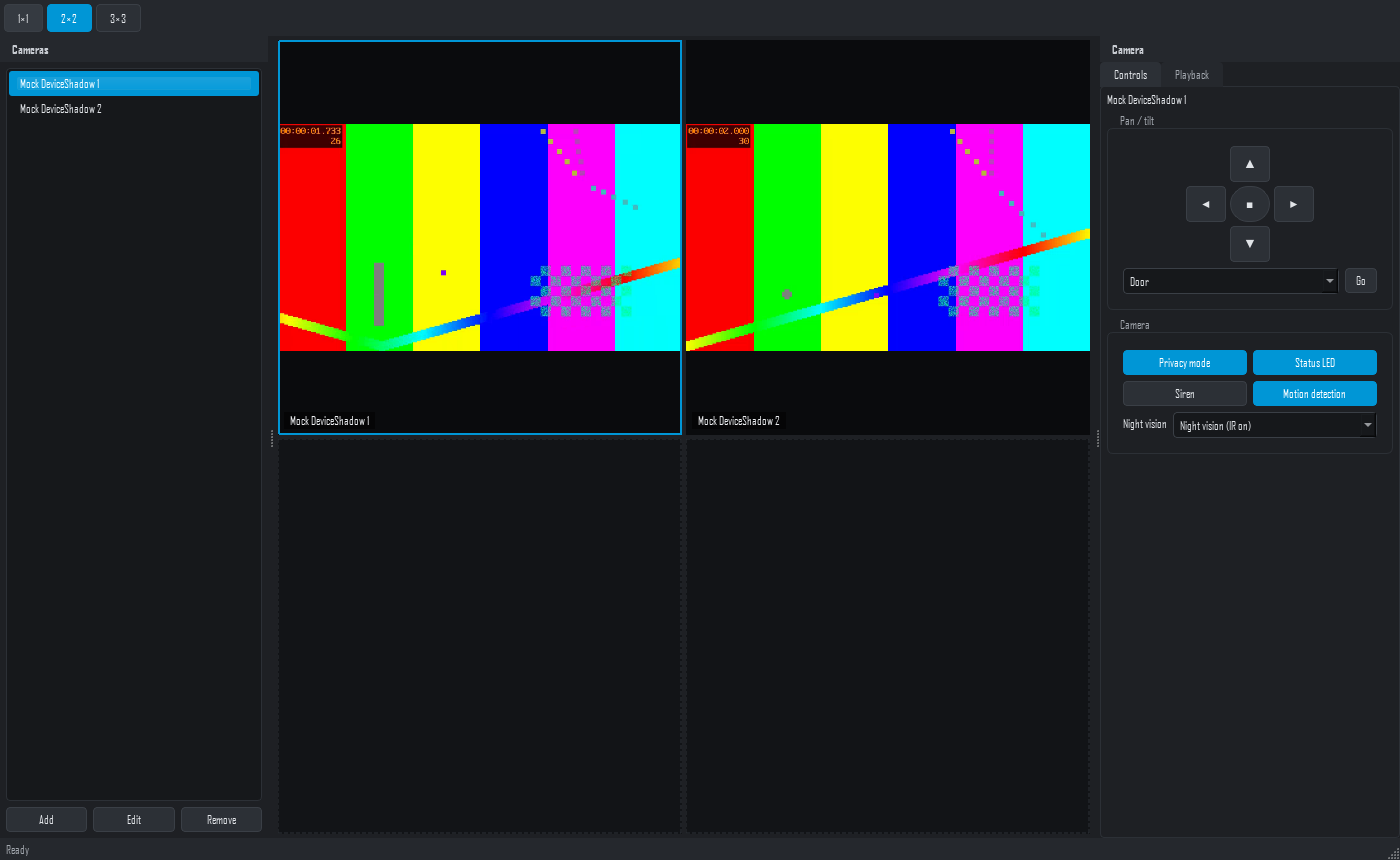 1×1 2×2 3×3
Cameras
Mock DeviceShadow 1
Mock DeviceShadow 2
Add Edit Remove
Ready
00:00:01.733
26
Mock DeviceShadow 1
00:00:02.000
30
Mock DeviceShadow 2
Camera
Controls Playback
Mock DeviceShadow 1
Pan / tilt
▲
◄ ■ ►
▼
Door Go
Camera
Privacy mode Status LED
Siren Motion detection
Night vision Night vision (IR on)